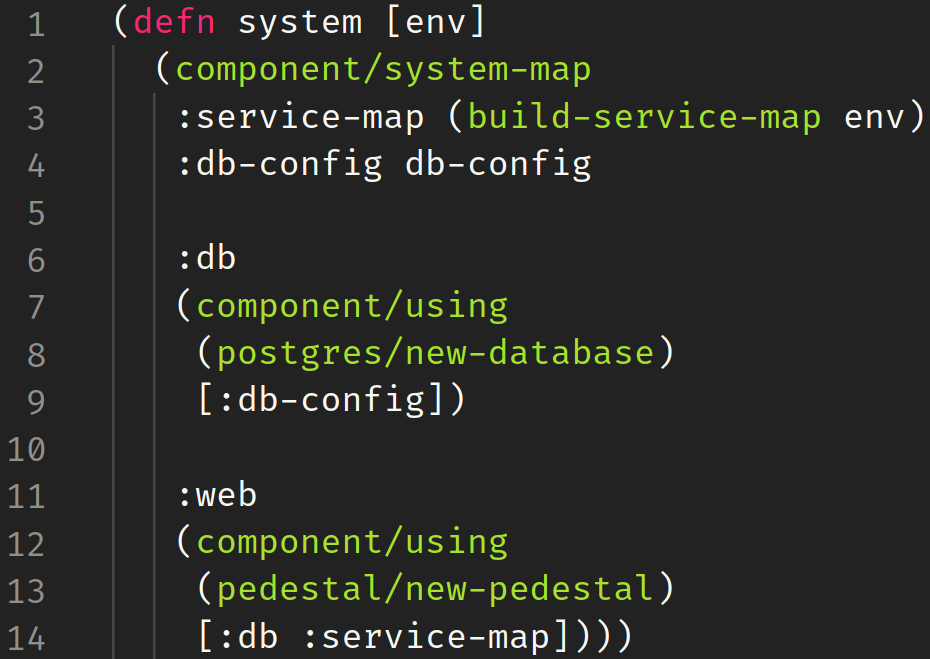 1 (defn system [env]
2 (component/system-map
3 :service-map (build-service-map env)
4 :db-config db-config
5
6 :db
7 (component/using
8 (postgres/new-database)
9 [:db-config])
10
11 :web
12 (component/using
13 (pedestal/new-pedestal)
14 [:db :service-map])))